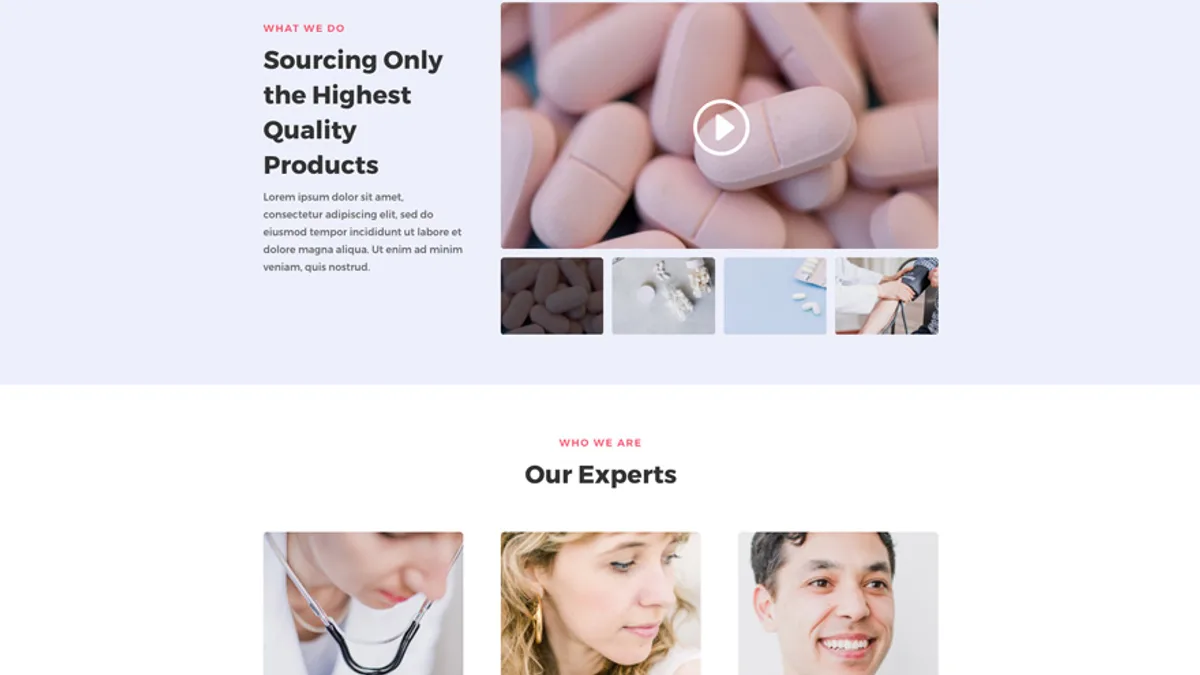 WHAT WE DO
Sourcing Only
the Highest
Quality
Products
Lorem ipsum dolor sit amet,
consectetur adipiscing elit, sed do
eiusmod tempor incididunt ut labore et
dolore magna aliqua. Ut enim ad minim
veniam, quis nostrud.
WHO WE ARE
Our Experts